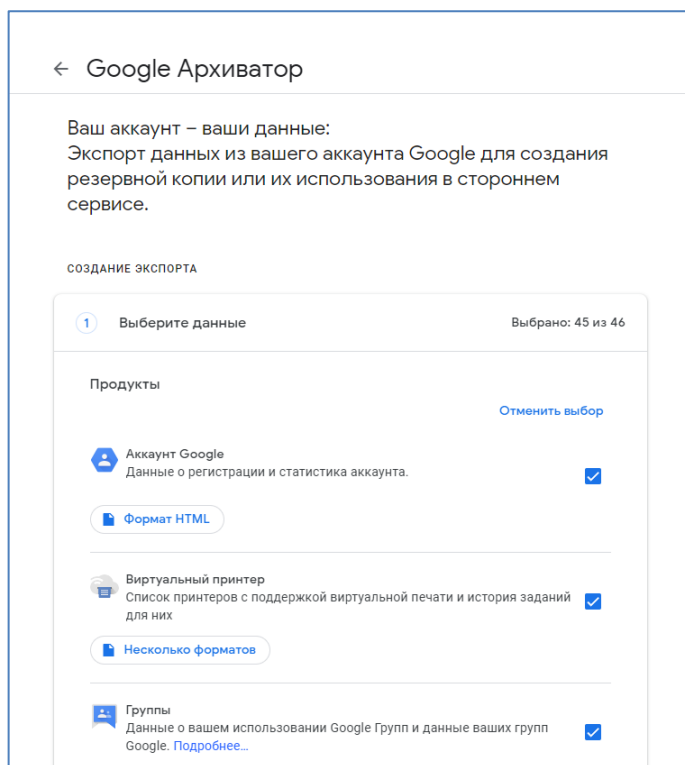 ← Google Архиватор
Ваш аккаунт – ваши данные:
Экспорт данных из вашего аккаунта Google для создания
резервной копии или их использования в стороннем
сервисе.
СОЗДАНИЕ ЭКСПОРТА
1 Выберите данные Выбрано: 45 из 46
Продукты
Отменить выбор
Аккаунт Google
Данные о регистрации и статистика аккаунта.
Формат HTML
Виртуальный принтер
Список принтеров с поддержкой виртуальной печати и история заданий
для них
Несколько форматов
Группы
Данные о вашем использовании Google Групп и данные ваших групп
Google. Подробнее…